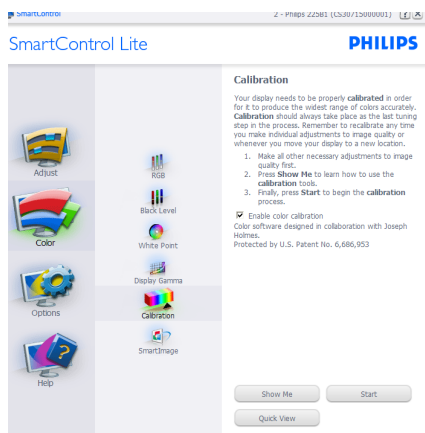 SmartControl
2 - Philips 225B1 (CS30715000001)
SmartControl Lite
PHILIPS
Adjust
Color
Options
Help
RGB
Black Level
White Point
Display Gamma
Calibration
SmartImage
Calibration
Your display needs to be properly calibrated in order
for it to produce the widest range of colors accurately.
Calibration should always take place as the last tuning
step in the process. Remember to recalibrate any time
you make individual adjustments to image quality or
whenever you move your display to a new location.
1. Make all other necessary adjustments to image
quality first.
2. Press Show Me to learn how to use the
calibration tools.
3. Finally, press Start to begin the calibration
process.
Enable color calibration
Color software designed in collaboration with Joseph
Holmes.
Protected by U.S. Patent No. 6,686,953
Show Me
Start
Quick View